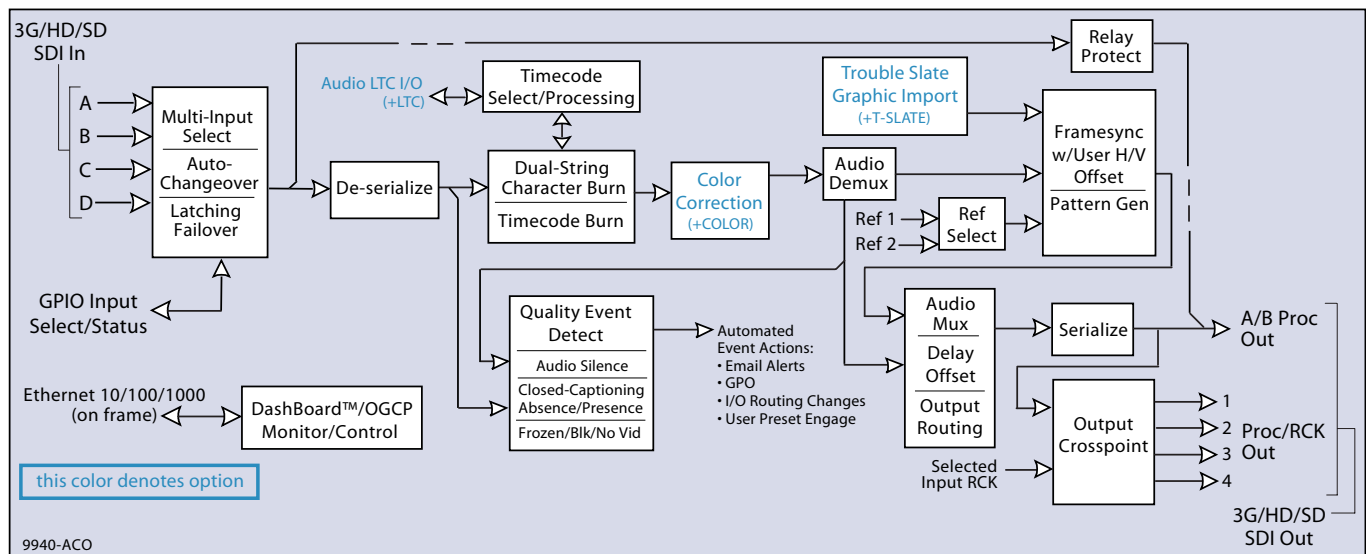 3G/HD/SD
SDI In
A
B
C
D
Multi-Input
Select
Auto-
Changeover
Latching
Failover
GPIO Input
Select/Status
De-serialize
Audio LTC I/O
(+LTC)
Timecode
Select/Processing
Dual-String
Character Burn
Timecode Burn
Color
Correction
(+COLOR)
Trouble Slate
Graphic Import
(+T-SLATE)
Audio
Demux
Ref 1
Ref 2
Ref
Select
Framesync
w/User H/V
Offset
Pattern Gen
Relay
Protect
Quality Event
Detect
Audio Silence
Closed-Captioning
Absence/Presence
Frozen/Blk/No Vid
Automated
Event Actions:
• Email Alerts
• GPO
• I/O Routing Changes
• User Preset Engage
Audio
Mux
Delay
Offset
Output
Routing
Serialize
A/B Proc
Out
Selected
Input RCK
Output
Crosspoint
1
2
3
4
Proc/RCK
Out
3G/HD/SD
SDI Out
Ethernet 10/100/1000
(on frame)
DashBoard™/OGCP
Monitor/Control
this color denotes option
9940-ACO